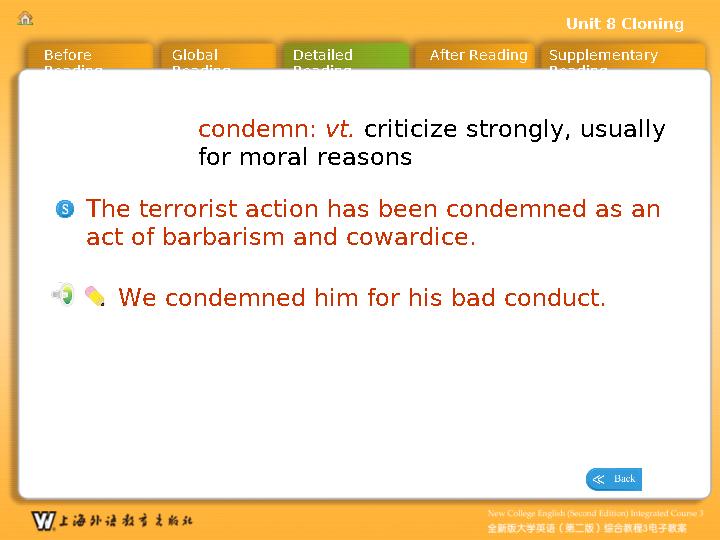 Unit 8 Cloning
Before Reading
Global Reading
Detailed Reading
After Reading
Supplementary Reading
condemn: vt. criticize strongly, usually
for moral reasons
S
The terrorist action has been condemned as an
act of barbarism and cowardice.
We condemned him for his bad conduct.
≪ Back
W 上海外语教育出版社
New College English (Second Edition) Integrated Course 3
全新版大学英语（第二版）综合教程3电子教案